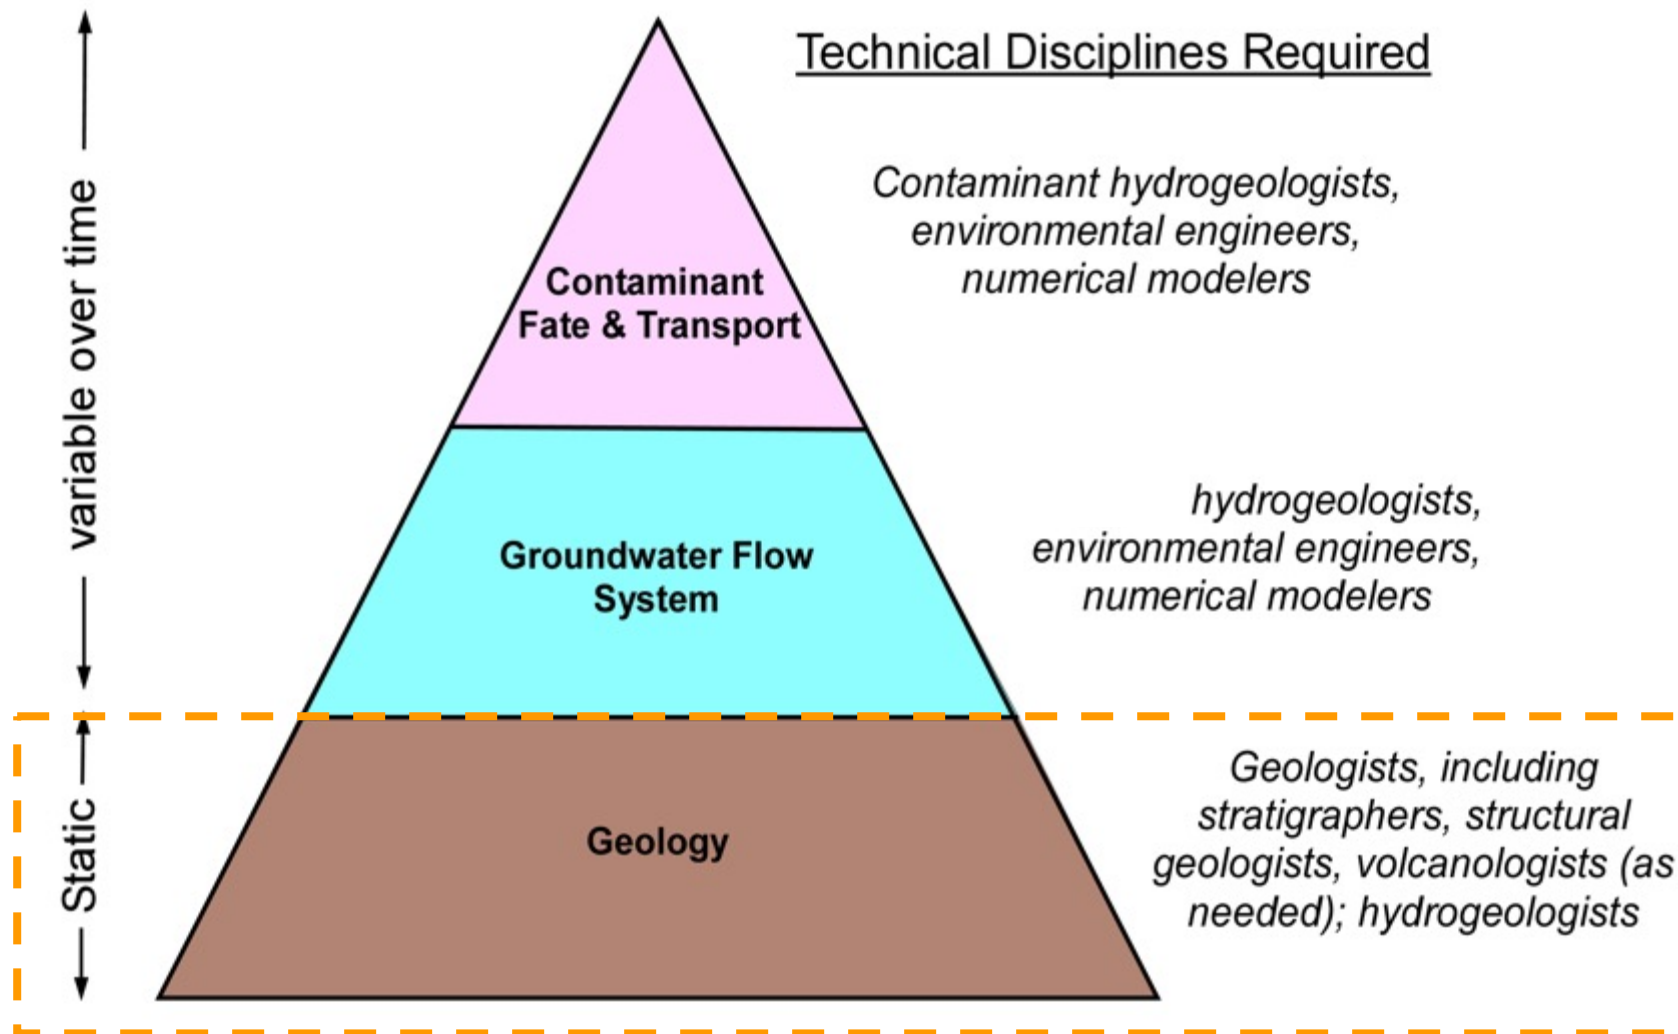 Technical Disciplines Required
variable over time
Contaminant hydrogeologists,
environmental engineers,
numerical modelers
Contaminant
Fate & Transport
hydrogeologists,
environmental engineers,
numerical modelers
Groundwater Flow
System
Static
Geology
Geologists, including
stratigraphers, structural
geologists, volcanologists (as
needed); hydrogeologists